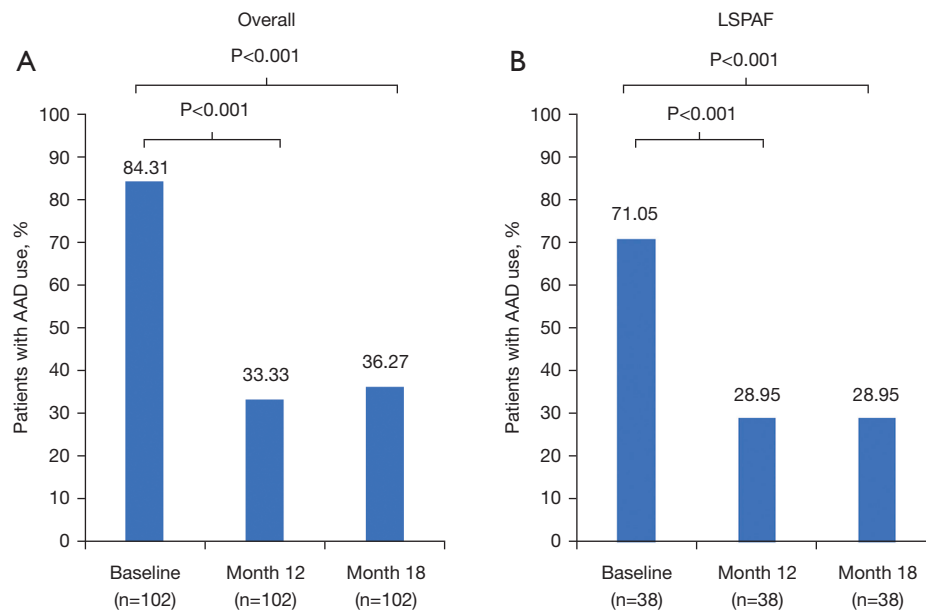 Overall
A
P<0.001
P<0.001
Patients with AAD use, %
100
90
80
70
60
50
40
30
20
10
0
84.31
33.33
36.27
Baseline
(n=102)
Month 12
(n=102)
Month 18
(n=102)
LSPAF
B
P<0.001
P<0.001
Patients with AAD use, %
100
90
80
70
60
50
40
30
20
10
0
71.05
28.95
28.95
Baseline
(n=38)
Month 12
(n=38)
Month 18
(n=38)